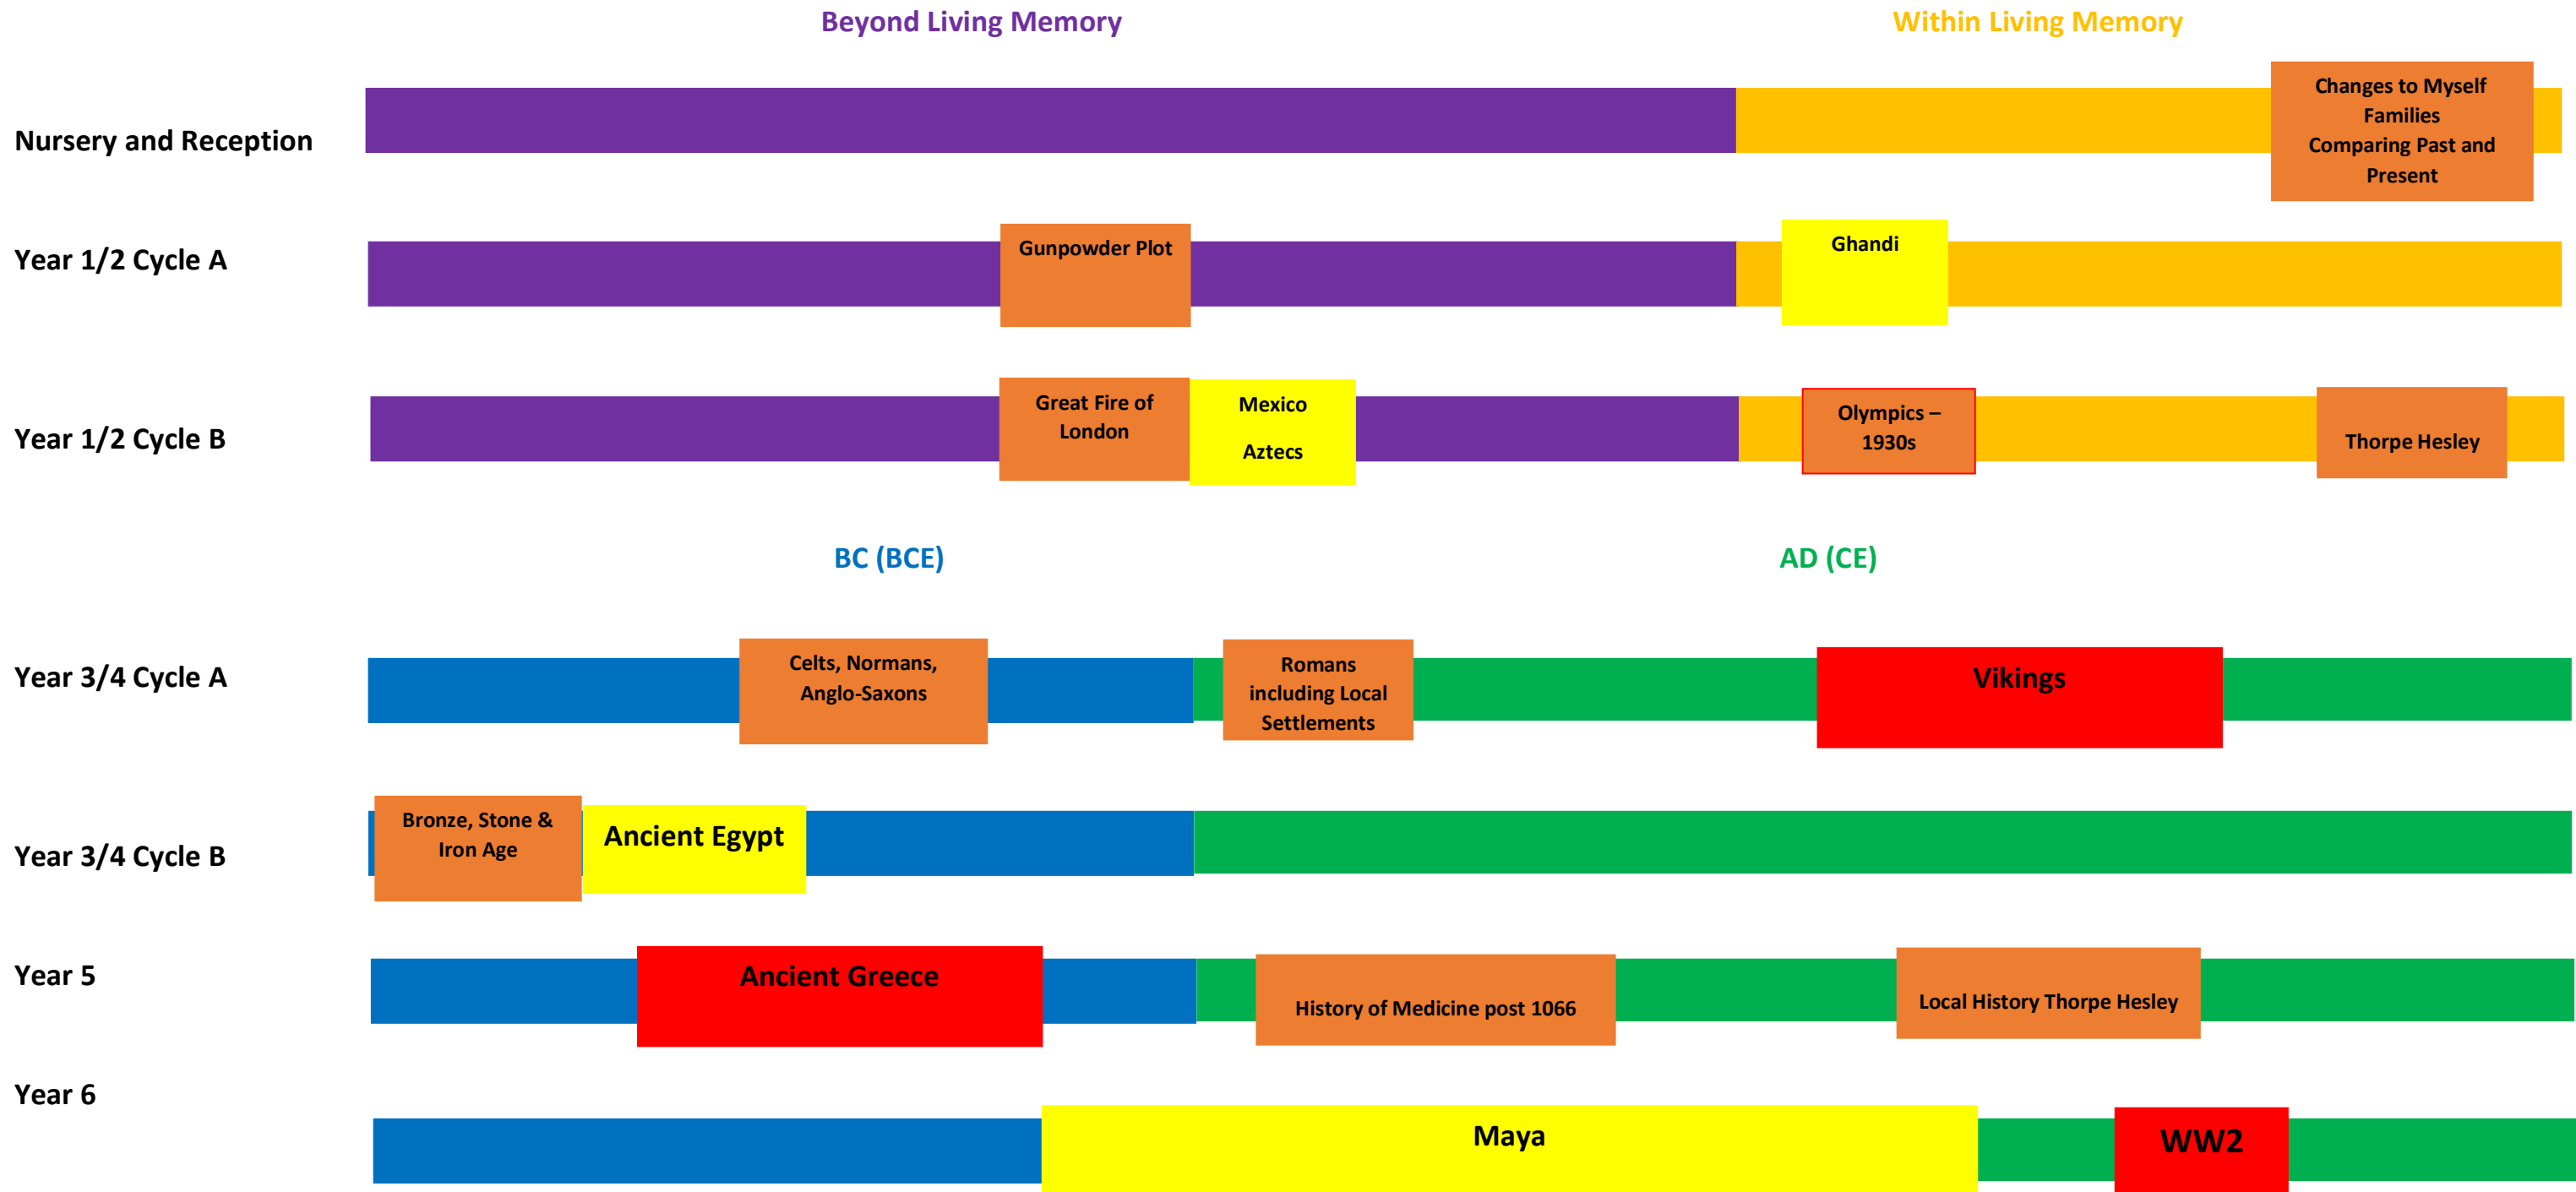 Beyond Living Memory
Within Living Memory
Nursery and Reception
Changes to Myself
Families
Comparing Past and
Present
Year 1/2 Cycle A
Gunpowder Plot
Ghandi
Year 1/2 Cycle B
Great Fire of
London
Mexico
Aztecs
Olympics –
1930s
Thorpe Hesley
BC (BCE)
AD (CE)
Year 3/4 Cycle A
Celts, Normans,
Anglo-Saxons
Romans
including Local
Settlements
Vikings
Year 3/4 Cycle B
Bronze, Stone &
Iron Age
Ancient Egypt
Year 5
Ancient Greece
History of Medicine post 1066
Local History Thorpe Hesley
Year 6
Maya
WW2